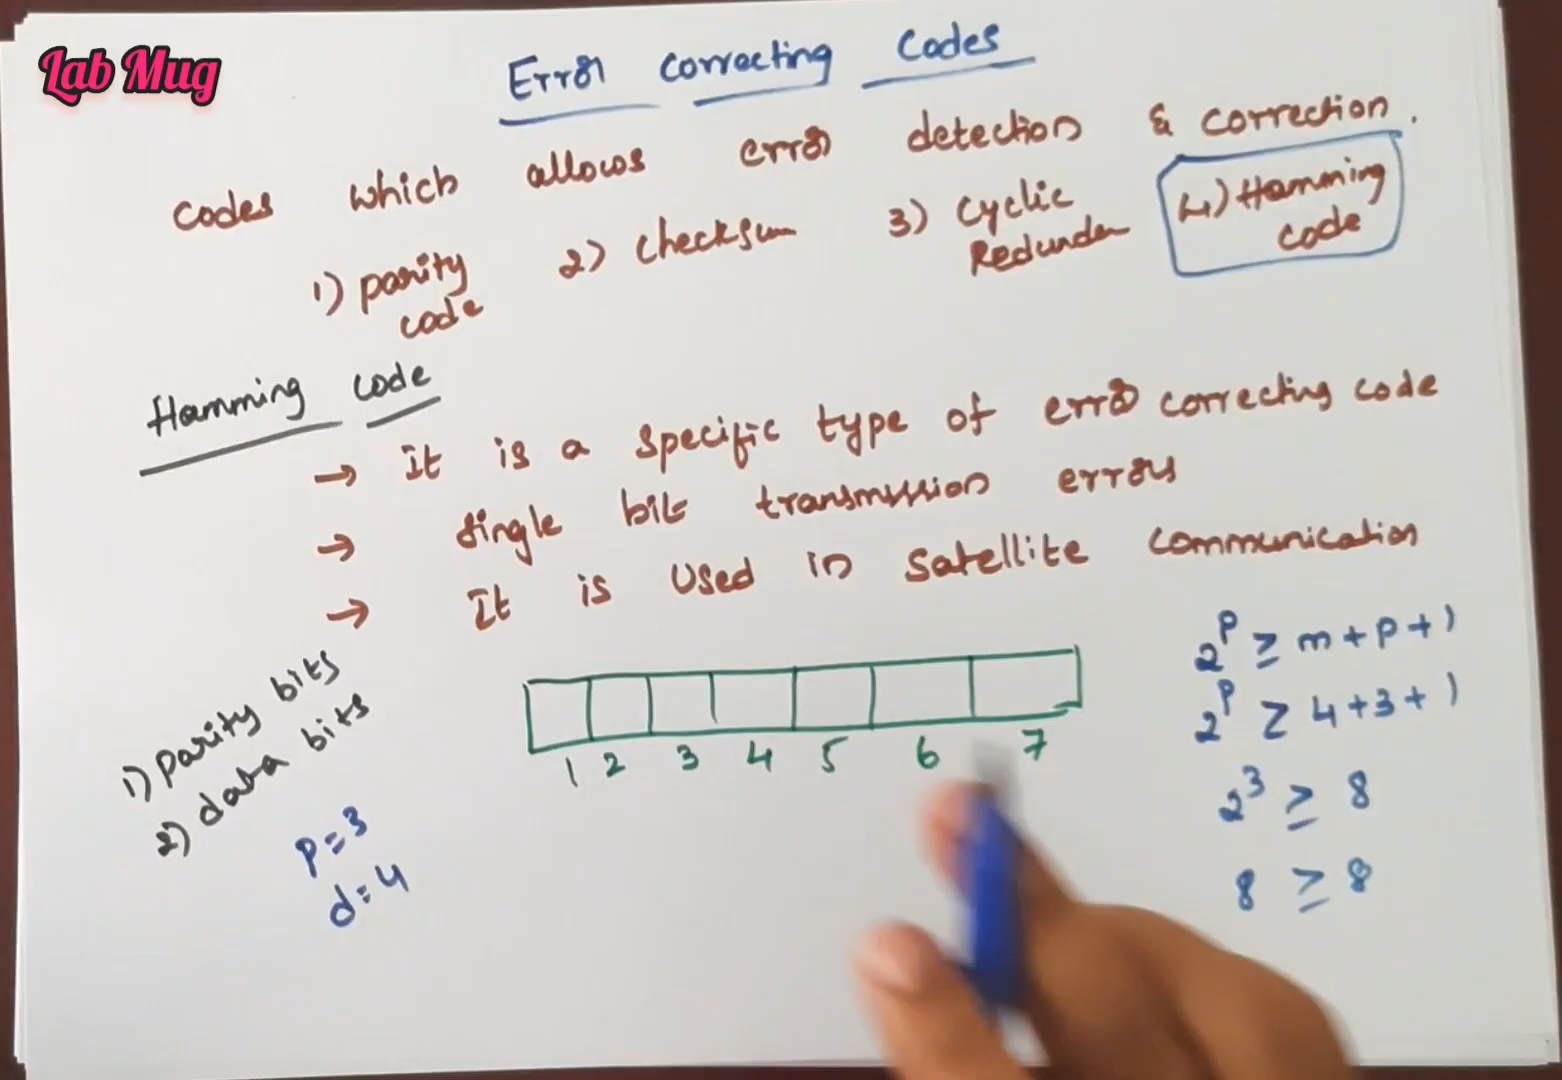 Lab Mug
Error correcting codes
codes which allows error detection & correction.
1) parity code 2) checksum 3) cyclic Redundan 4) Hamming code
Hamming code
→ It is a specific type of error correcting code
→ single bit transmission errors
→ It is used in satellite communication
1) parity bits
2) data bits
p=3
d=4
1 2 3 4 5 6 7
2^p ≥ m+p+1
2^p ≥ 4+3+1
2^3 ≥ 8
8 ≥ 8